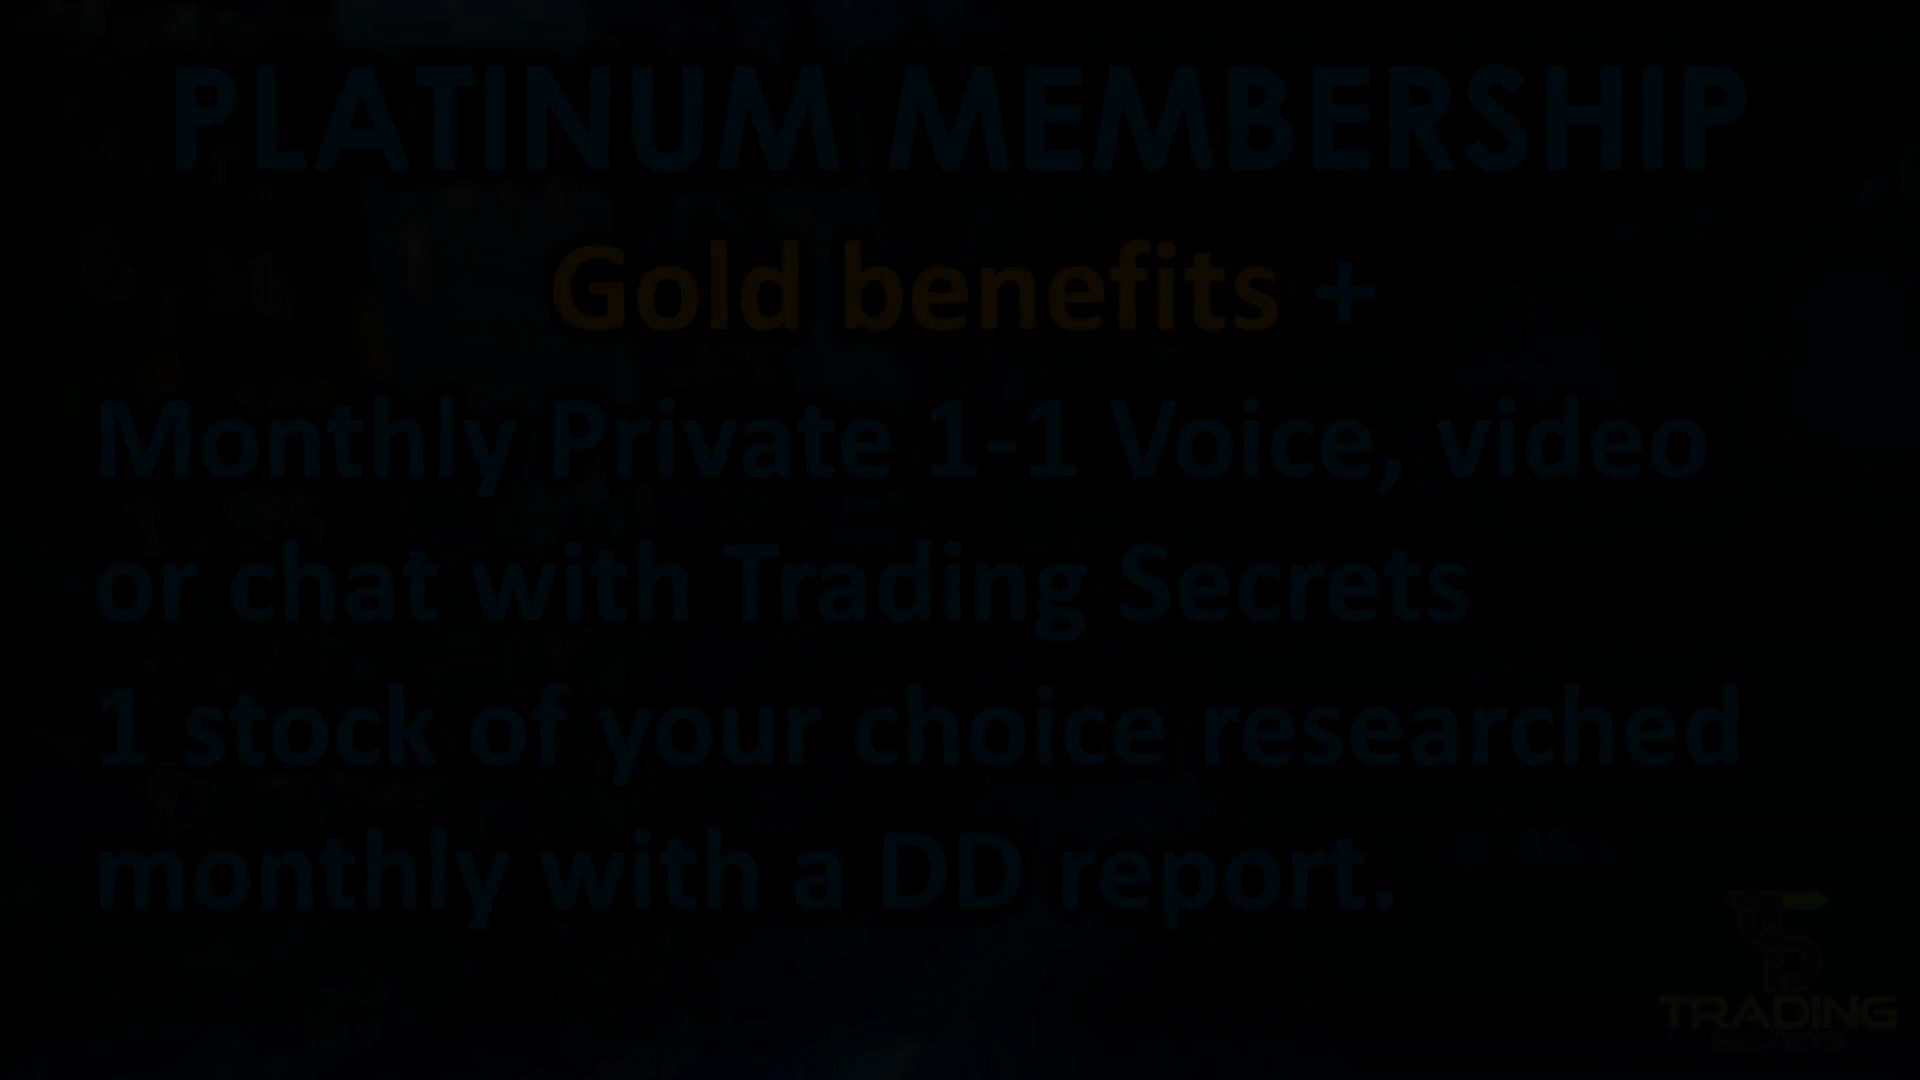 PLATINUM MEMBERSHIP
Gold benefits +
Monthly Private 1-1 Voice, video
or chat with Trading Secrets
1 stock of your choice researched
monthly with a DD report.
TRADING
SECRETS